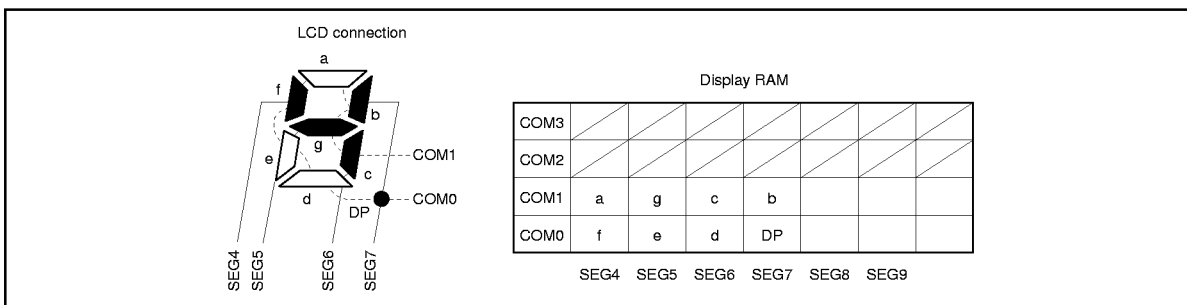 LCD connection
a
f
b
g
e
COM1
c
d
DP
COM0
SEG4
SEG5
SEG6
SEG7
Display RAM
COM3
COM2
COM1 a g c b
COM0 f e d DP
SEG4 SEG5 SEG6 SEG7 SEG8 SEG9